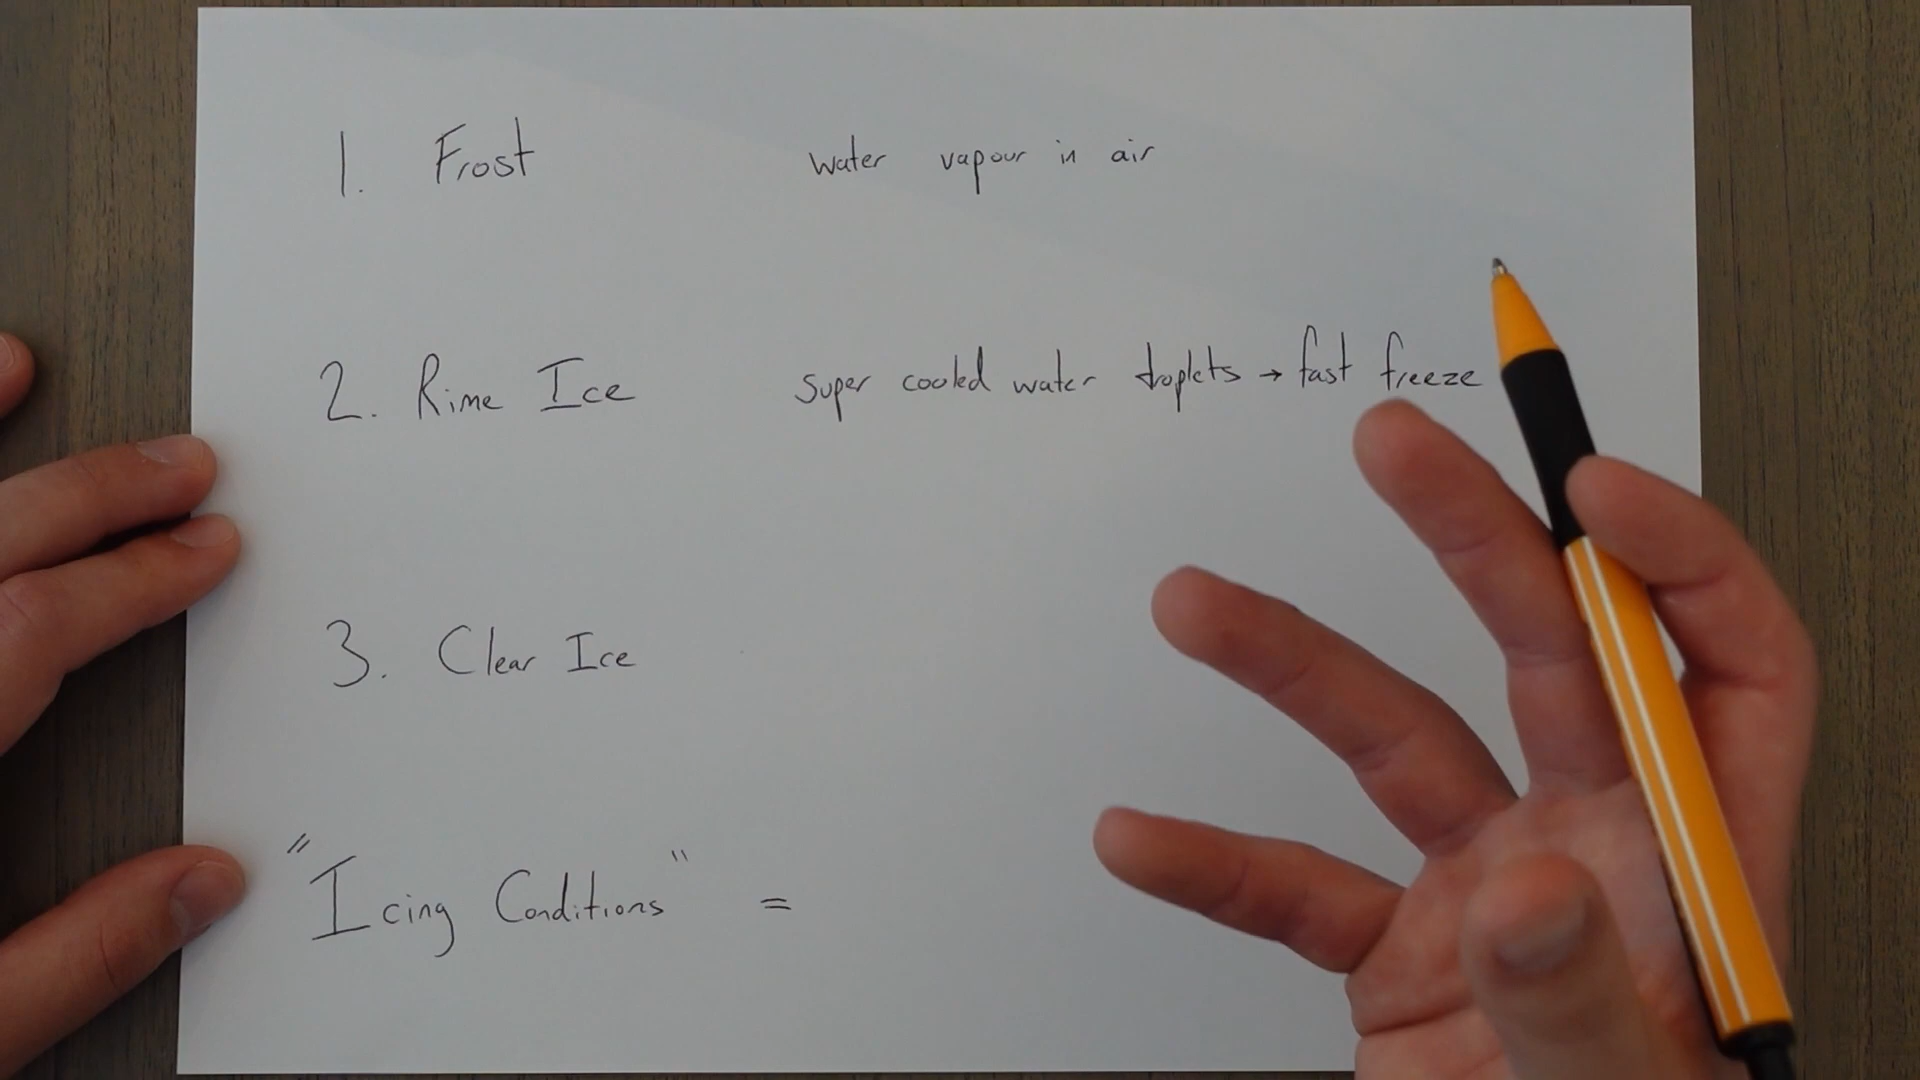 1. Frost water vapour in air
2. Rime Ice super cooled water droplets → fast freeze
3. Clear Ice
"Icing Conditions" =